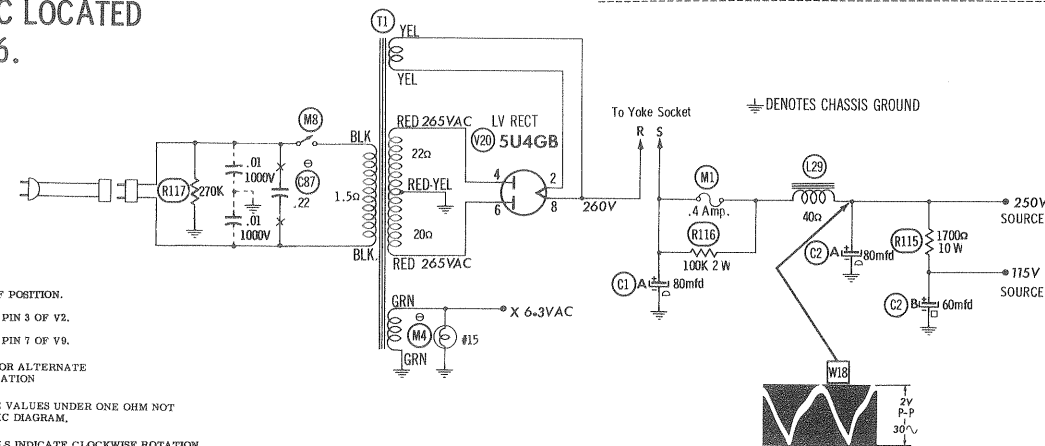 C LOCATED
6.
T1
YEL
YEL
To Yoke Socket
R S
DENOTES CHASSIS GROUND
RED 265VAC
LV RECT
V20 5U4GB
M8
BLK
22Ω
4
2
M1
L29
.01
1000V
C87
.22
R117
270K
1.5Ω
RED-YEL
6
8
260V
.4 Amp.
40Ω
250V
SOURCE
R116
100K 2 W
C2 A 80mfd
R115
1700Ω
10 W
.01
1000V
20Ω
BLK.
RED 265VAC
C1 A 80mfd
115V
SOURCE
C2 B 60mfd
F POSITION.
GRN
X 6.3VAC
PIN 3 OF V2.
M4
#15
PIN 7 OF V9.
GRN
OR ALTERNATE
ATION
W18
E VALUES UNDER ONE OHM NOT
IC DIAGRAM.
2V
P-P
30∿
LS INDICATE CLOCKWISE ROTATION